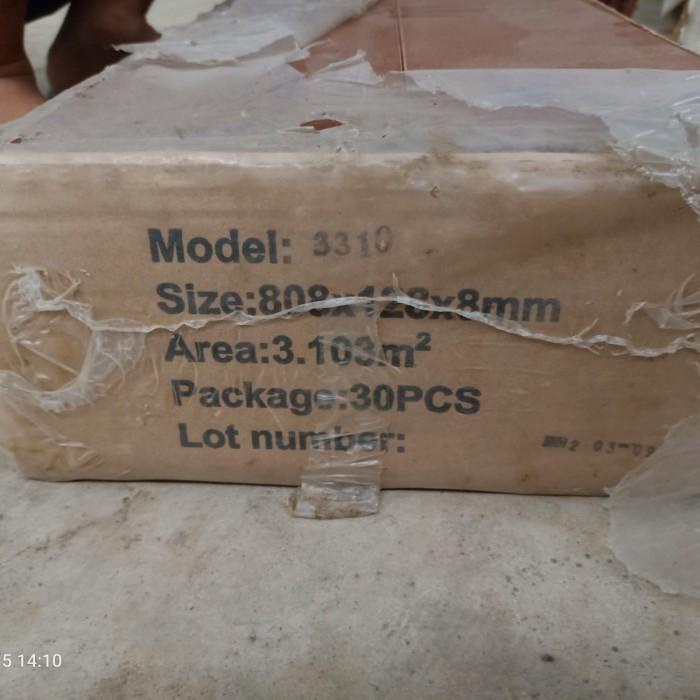 Model: 3310
Size:808x128x8mm
Area:3.103m²
Package:30PCS
Lot number:
5 14:10